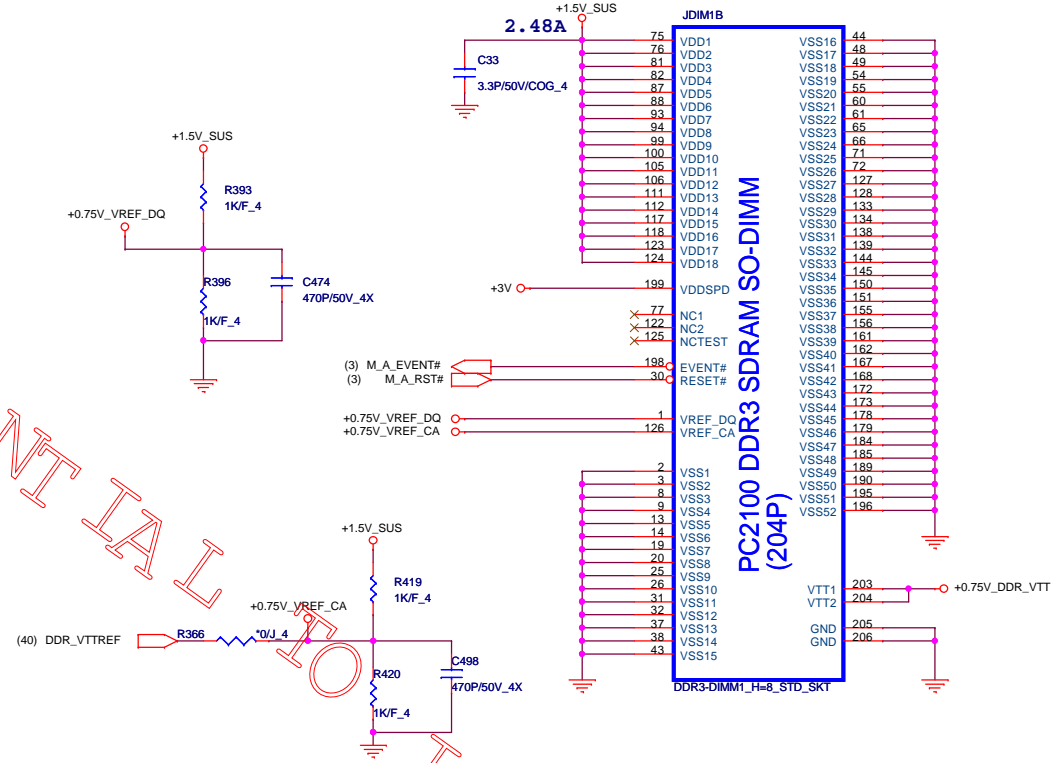 +1.5V_SUS
2.48A
JDIM1B
C33
3.3P/50V/COG_4
75 VDD1 VSS16 44
76 VDD2 VSS17 48
81 VDD3 VSS18 49
82 VDD4 VSS19 54
87 VDD5 VSS20 55
88 VDD6 VSS21 60
93 VDD7 VSS22 61
94 VDD8 VSS23 65
99 VDD9 VSS24 66
100 VDD10 VSS25 71
105 VDD11 VSS26 72
106 VDD12 VSS27 127
111 VDD13 VSS28 128
112 VDD14 VSS29 133
117 VDD15 VSS30 134
118 VDD16 VSS31 138
123 VDD17 VSS32 139
124 VDD18 VSS33 144
VSS34 145
+3V 199 VDDSPD VSS35 150
VSS36 151
77 NC1 VSS37 155
122 NC2 VSS38 156
125 NCTEST VSS39 161
VSS40 162
(3) M_A_EVENT# 198 EVENT# VSS41 167
(3) M_A_RST# 30 RESET# VSS42 168
VSS43 172
VSS44 173
+0.75V_VREF_DQ 1 VREF_DQ VSS45 178
+0.75V_VREF_CA 126 VREF_CA VSS46 179
VSS47 184
VSS48 185
2 VSS1 VSS49 189
3 VSS2 VSS50 190
8 VSS3 VSS51 195
9 VSS4 VSS52 196
13 VSS5
14 VSS6
19 VSS7
20 VSS8
25 VSS9
26 VSS10 VTT1 203 +0.75V_DDR_VTT
31 VSS11 VTT2 204
32 VSS12
37 VSS13 GND 205
38 VSS14 GND 206
43 VSS15
PC2100 DDR3 SDRAM SO-DIMM
(204P)
DDR3-DIMM1_H=8_STD_SKT
+1.5V_SUS
R393
1K/F_4
+0.75V_VREF_DQ
R396
1K/F_4
C474
470P/50V_4X
+1.5V_SUS
R419
1K/F_4
+0.75V_VREF_CA
(40) DDR_VTTREF
R366
*0/J_4
R420
1K/F_4
C498
470P/50V_4X
NTIAL
TO
T